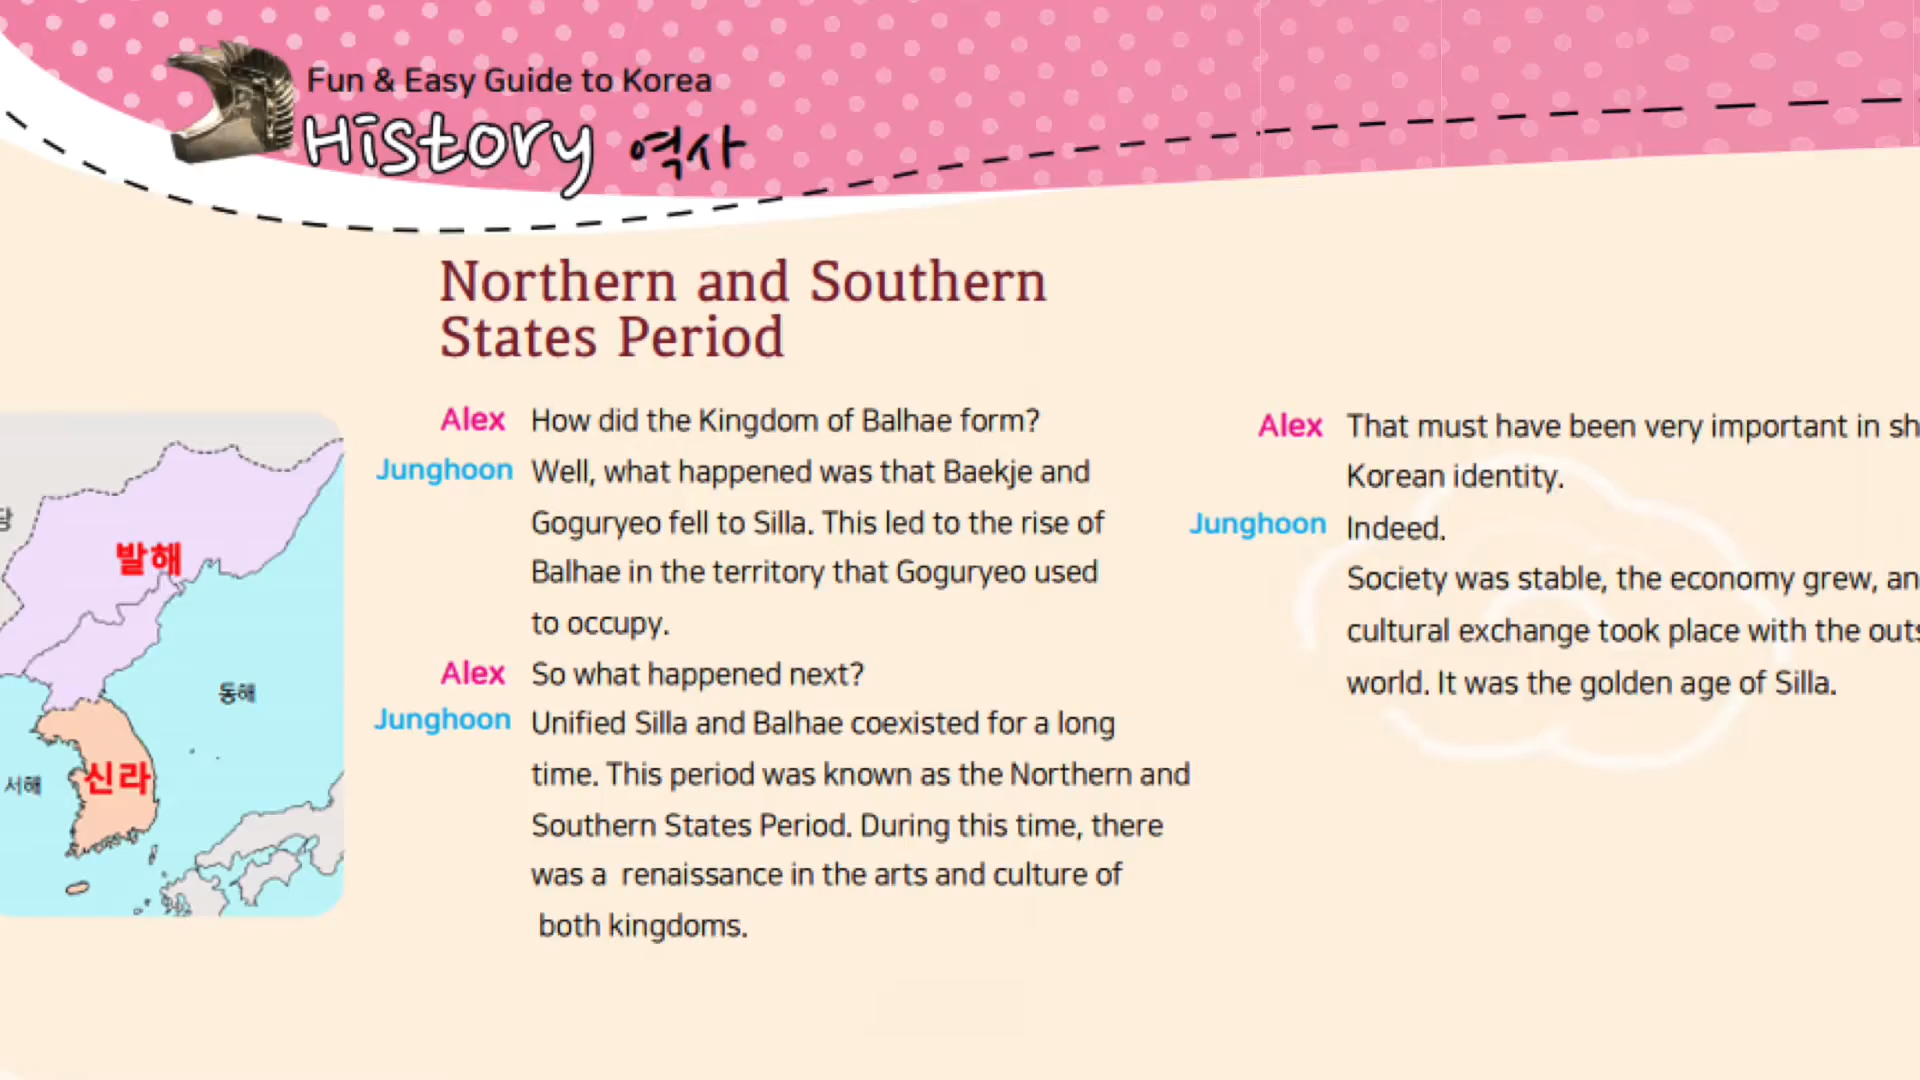 Fun & Easy Guide to Korea
History 역사
Northern and Southern
States Period
발해
동해
서해
신라
Alex How did the Kingdom of Balhae form?
Junghoon Well, what happened was that Baekje and
Goguryeo fell to Silla. This led to the rise of
Balhae in the territory that Goguryeo used
to occupy.
Alex So what happened next?
Junghoon Unified Silla and Balhae coexisted for a long
time. This period was known as the Northern and
Southern States Period. During this time, there
was a renaissance in the arts and culture of
both kingdoms.
Alex That must have been very important in
Korean identity.
Junghoon Indeed.
Society was stable, the economy grew,
cultural exchange took place with the
world. It was the golden age of Silla.